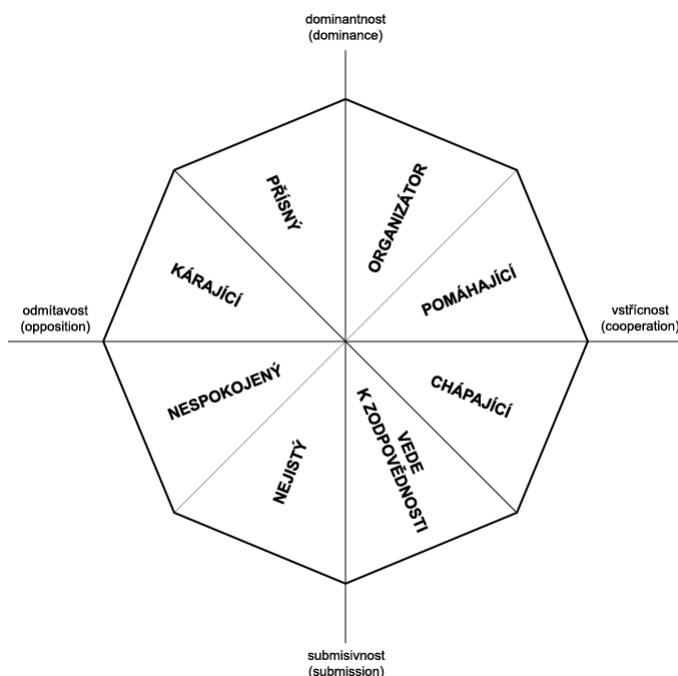 dominantnost
(dominance)
PŘÍSNÝ
ORGANIZÁTOR
KÁRAJÍCÍ
POMÁHAJÍCÍ
odmítavost
(opposition)
vstřícnost
(cooperation)
NESPOKOJENÝ
CHÁPAJÍCÍ
NEJISTÝ
VEDE
K ZODPOVĚDNOSTI
submisivnost
(submission)